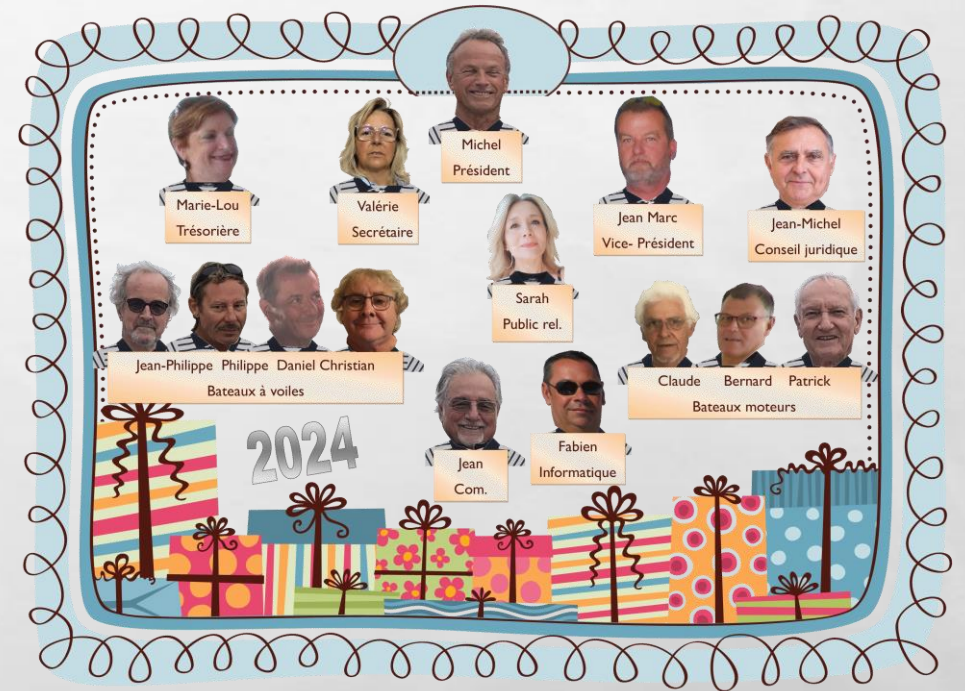 Michel
Président
Marie-Lou
Trésorière
Valérie
Secrétaire
Jean Marc
Vice- Président
Jean-Michel
Conseil juridique
Sarah
Public rel.
Jean-Philippe Philippe Daniel Christian
Bateaux à voiles
Claude Bernard Patrick
Bateaux moteurs
2024
Jean
Com.
Fabien
Informatique